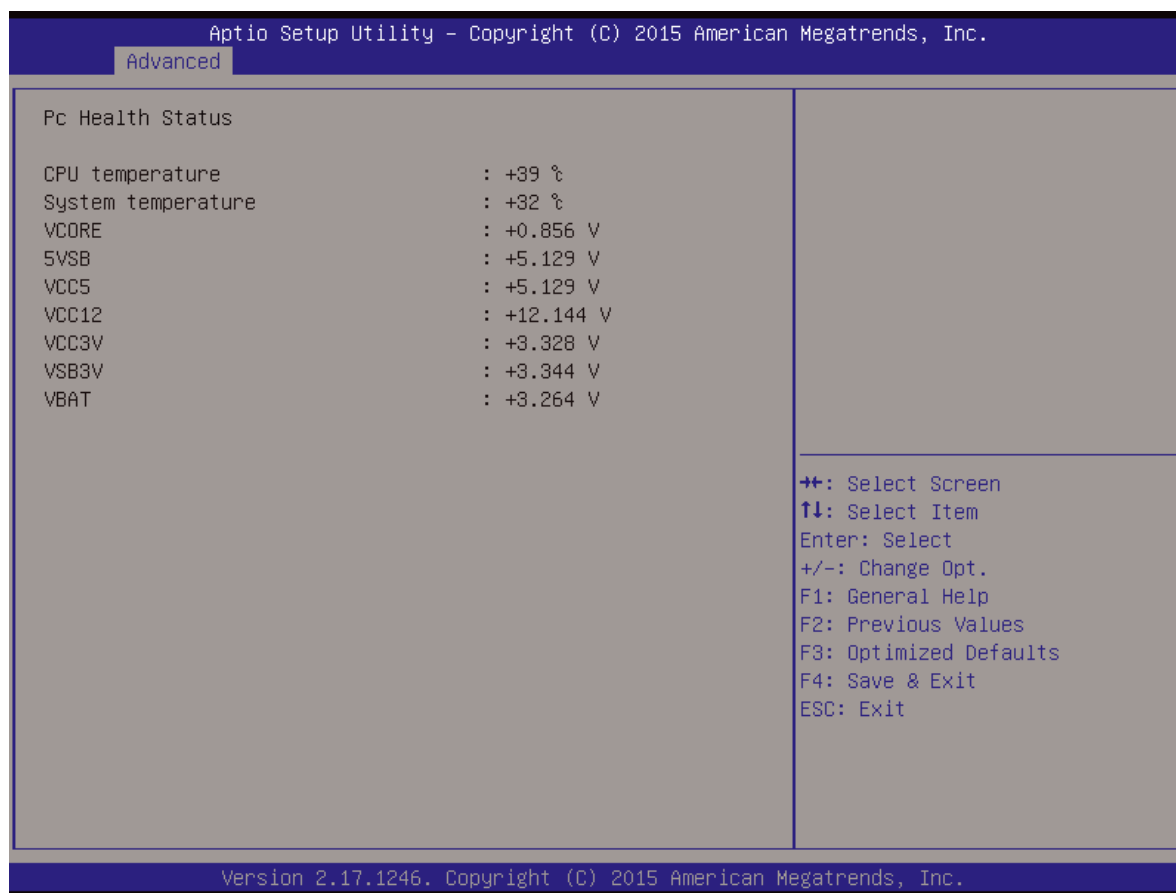 Aptio Setup Utility – Copyright (C) 2015 American Megatrends, Inc.
Advanced
Pc Health Status
CPU temperature : +39 ℃
System temperature : +32 ℃
VCORE : +0.856 V
5VSB : +5.129 V
VCC5 : +5.129 V
VCC12 : +12.144 V
VCC3V : +3.328 V
VSB3V : +3.344 V
VBAT : +3.264 V
→←: Select Screen
↑↓: Select Item
Enter: Select
+/-: Change Opt.
F1: General Help
F2: Previous Values
F3: Optimized Defaults
F4: Save & Exit
ESC: Exit
Version 2.17.1246. Copyright (C) 2015 American Megatrends, Inc.